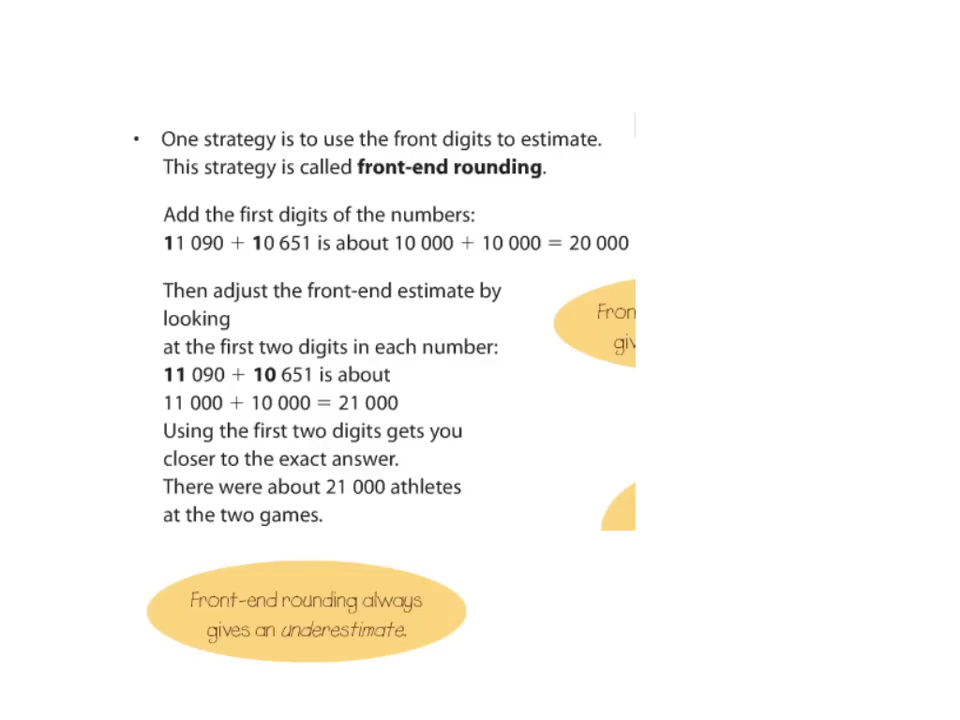 • One strategy is to use the front digits to estimate.
This strategy is called front-end rounding.
Add the first digits of the numbers:
11 090 + 10 651 is about 10 000 + 10 000 = 20 000
Then adjust the front-end estimate by
looking
at the first two digits in each number:
11 090 + 10 651 is about
11 000 + 10 000 = 21 000
Using the first two digits gets you
closer to the exact answer.
There were about 21 000 athletes
at the two games.
Fron
giv
Front-end rounding always
gives an underestimate.